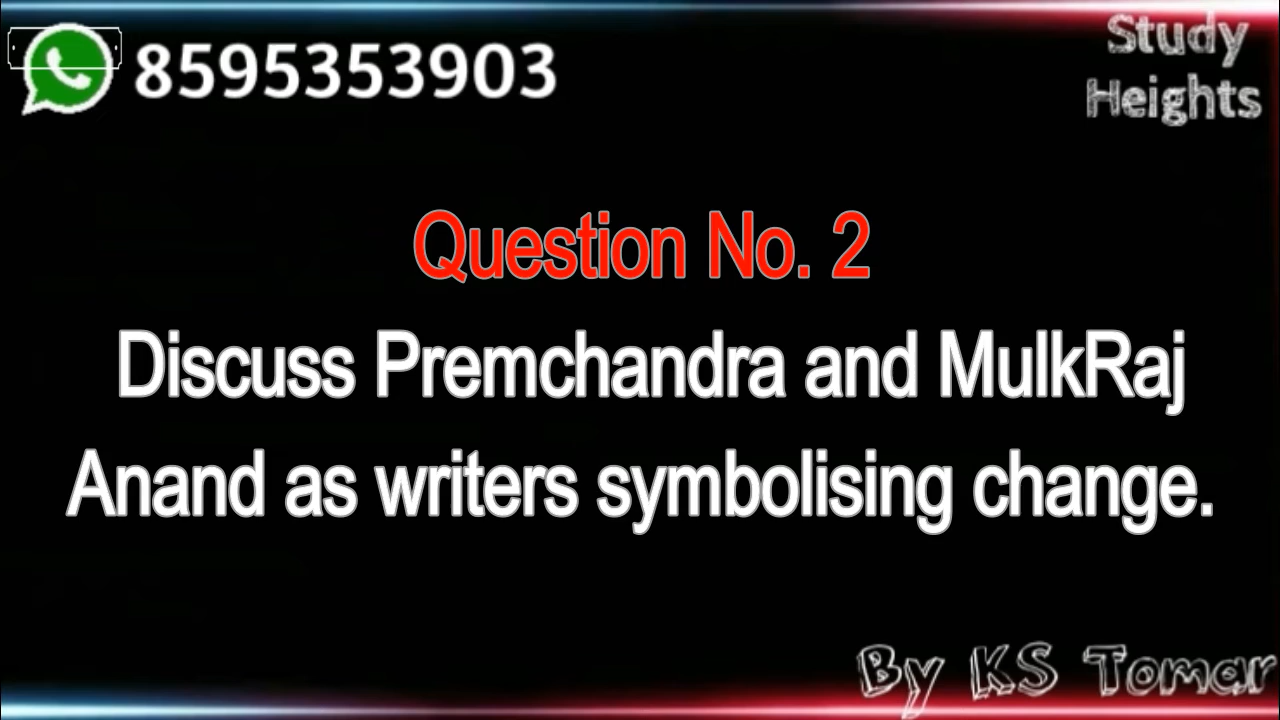 8595353903
Study
Heights
Question No. 2
Discuss Premchandra and MulkRaj
Anand as writers symbolising change.
By KS Tomar